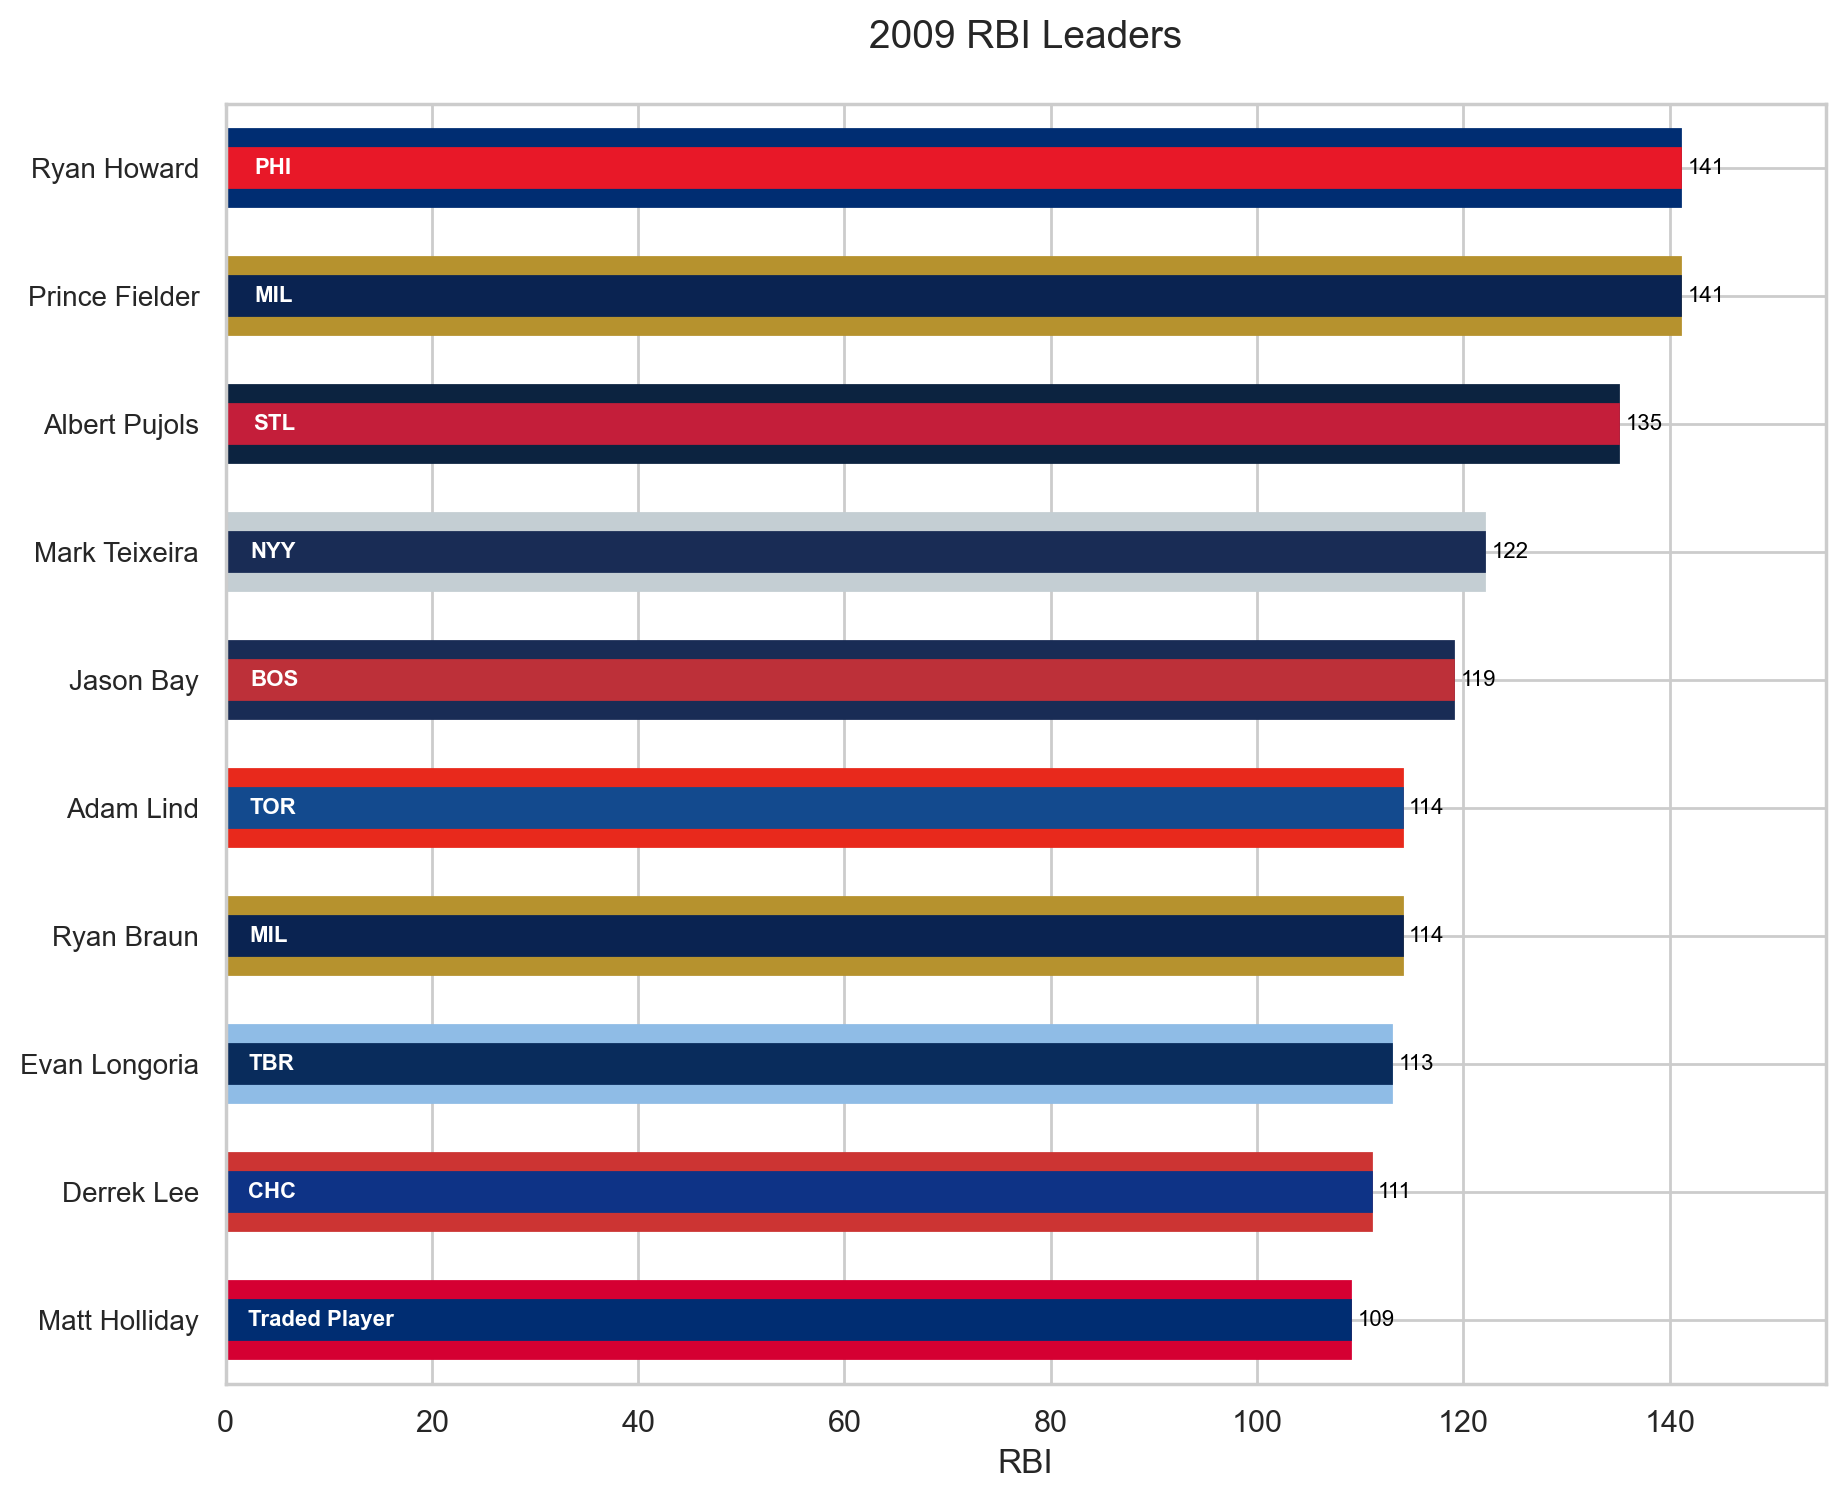 2009 RBI Leaders
Ryan Howard PHI 141
Prince Fielder MIL 141
Albert Pujols STL 135
Mark Teixeira NYY 122
Jason Bay BOS 119
Adam Lind TOR 114
Ryan Braun MIL 114
Evan Longoria TBR 113
Derrek Lee CHC 111
Matt Holliday Traded Player 109
0 20 40 60 80 100 120 140
RBI